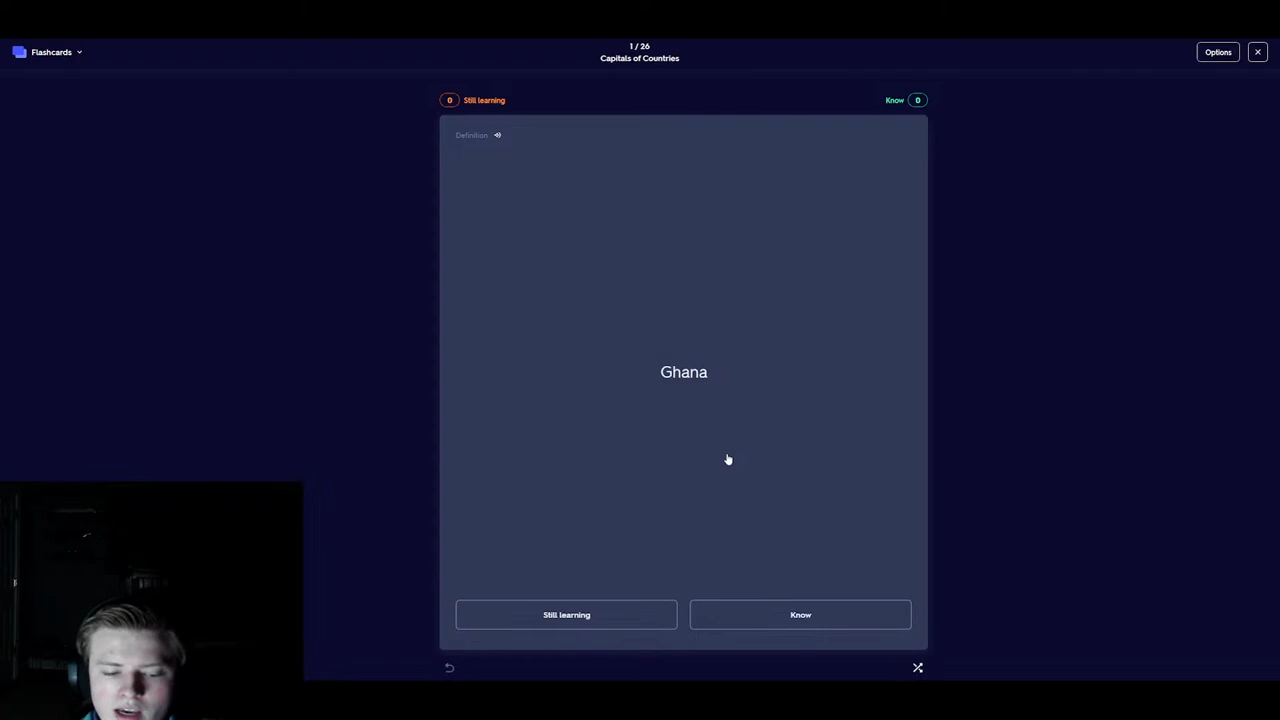 Flashcards
1 / 26
Capitals of Countries
Options
0 Still learning
Know 0
Definition
Ghana
Still learning
Know